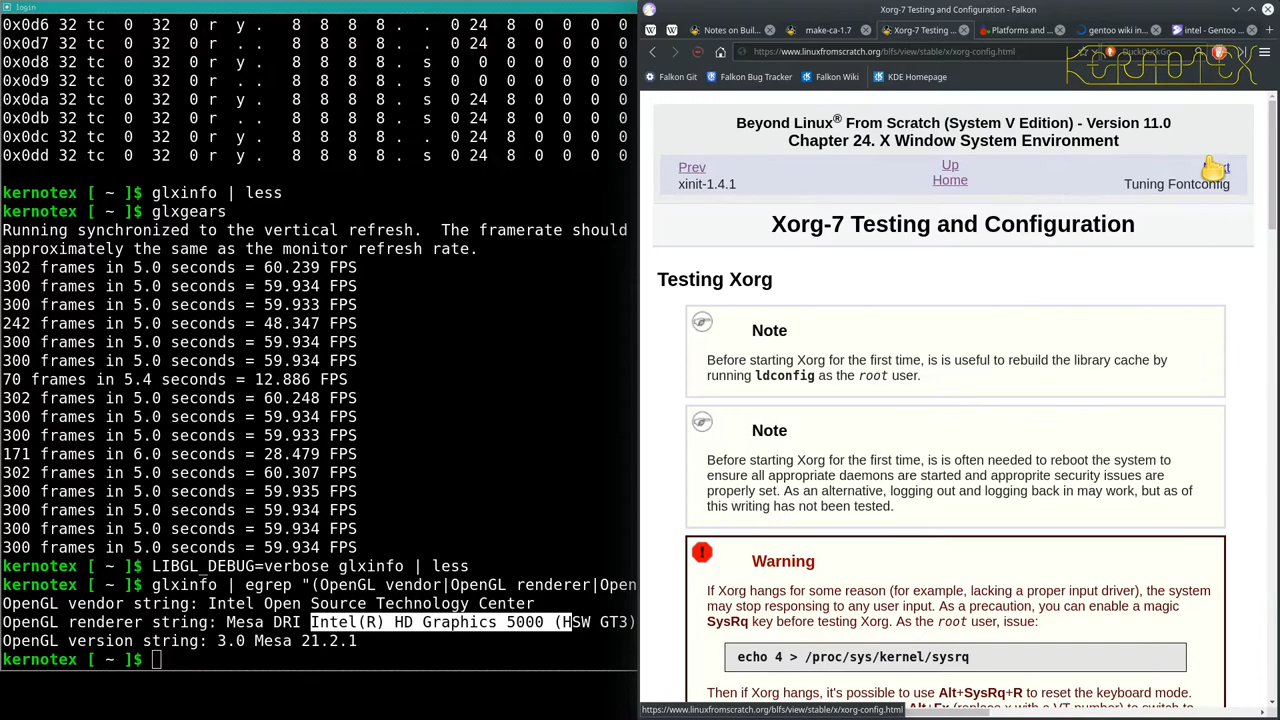 login
0x0d6 32 tc  0  32  0 r  y .   8  8  8  8 .  s  0 24  8  0  0  0  0
0x0d7 32 tc  0  32  0 r  . .   8  8  8  8 .  s  0 24  8  0  0  0  0
0x0d8 32 tc  0  32  0 r  y .   8  8  8  8 .  s  0 24  8  0  0  0  0
0x0d9 32 tc  0  32  0 r  . .   8  8  8  8 .  s  0 24  8  0  0  0  0
0x0da 32 tc  0  32  0 r  y .   8  8  8  8 .  s  0 24  8  0  0  0  0
0x0db 32 tc  0  32  0 r  . .   8  8  8  8 .  s  0 24  8  0  0  0  0
0x0dc 32 tc  0  32  0 r  y .   8  8  8  8 .  .  0 24  8  0  0  0  0
0x0dd 32 tc  0  32  0 r  y .   8  8  8  8 .  s  0 24  8  0  0  0  0
kernotex [ ~ ]$ glxinfo | less
kernotex [ ~ ]$ glxgears
Running synchronized to the vertical refresh.  The framerate should
approximately the same as the monitor refresh rate.
302 frames in 5.0 seconds = 60.239 FPS
300 frames in 5.0 seconds = 59.934 FPS
300 frames in 5.0 seconds = 59.933 FPS
242 frames in 5.0 seconds = 48.347 FPS
300 frames in 5.0 seconds = 59.934 FPS
300 frames in 5.0 seconds = 59.934 FPS
70 frames in 5.4 seconds = 12.886 FPS
302 frames in 5.0 seconds = 60.248 FPS
300 frames in 5.0 seconds = 59.934 FPS
300 frames in 5.0 seconds = 59.933 FPS
171 frames in 6.0 seconds = 28.479 FPS
302 frames in 5.0 seconds = 60.307 FPS
300 frames in 5.0 seconds = 59.935 FPS
300 frames in 5.0 seconds = 59.934 FPS
300 frames in 5.0 seconds = 59.934 FPS
300 frames in 5.0 seconds = 59.934 FPS
kernotex [ ~ ]$ LIBGL_DEBUG=verbose glxinfo | less
kernotex [ ~ ]$ glxinfo | egrep "(OpenGL vendor|OpenGL renderer|Open
OpenGL vendor string: Intel Open Source Technology Center
OpenGL renderer string: Mesa DRI Intel(R) HD Graphics 5000 (HSW GT3)
OpenGL version string: 3.0 Mesa 21.2.1
kernotex [ ~ ]$
Xorg-7 Testing and Configuration - Falkon
Notes on Buil...
make-ca-1.7
Xorg-7 Testing...
Platforms and ...
gentoo wiki in...
intel - Gentoo ...
https://www.linuxfromscratch.org/blfs/view/stable/x/xorg-config.html
DuckDuckGo
KERNOTEX
Falkon Git
Falkon Bug Tracker
Falkon Wiki
KDE Homepage
Beyond Linux® From Scratch (System V Edition) - Version 11.0
Chapter 24. X Window System Environment
Prev
Up
xinit-1.4.1
Home
Tuning Fontconfig
Xorg-7 Testing and Configuration
Testing Xorg
Note
Before starting Xorg for the first time, is is useful to rebuild the library cache by
running ldconfig as the root user.
Note
Before starting Xorg for the first time, is is often needed to reboot the system to
ensure all appropriate daemons are started and approprite security issues are
properly set. As an alternative, logging out and logging back in may work, but as of
this writing has not been tested.
Warning
If Xorg hangs for some reason (for example, lacking a proper input driver), the system
may stop responding to any user input. As a precaution, you can enable a magic
SysRq key before testing Xorg. As the root user, issue:
echo 4 > /proc/sys/kernel/sysrq
Then if Xorg hangs, it's possible to use Alt+SysRq+R to reset the keyboard mode.
https://www.linuxfromscratch.org/blfs/view/stable/x/xorg-config.html